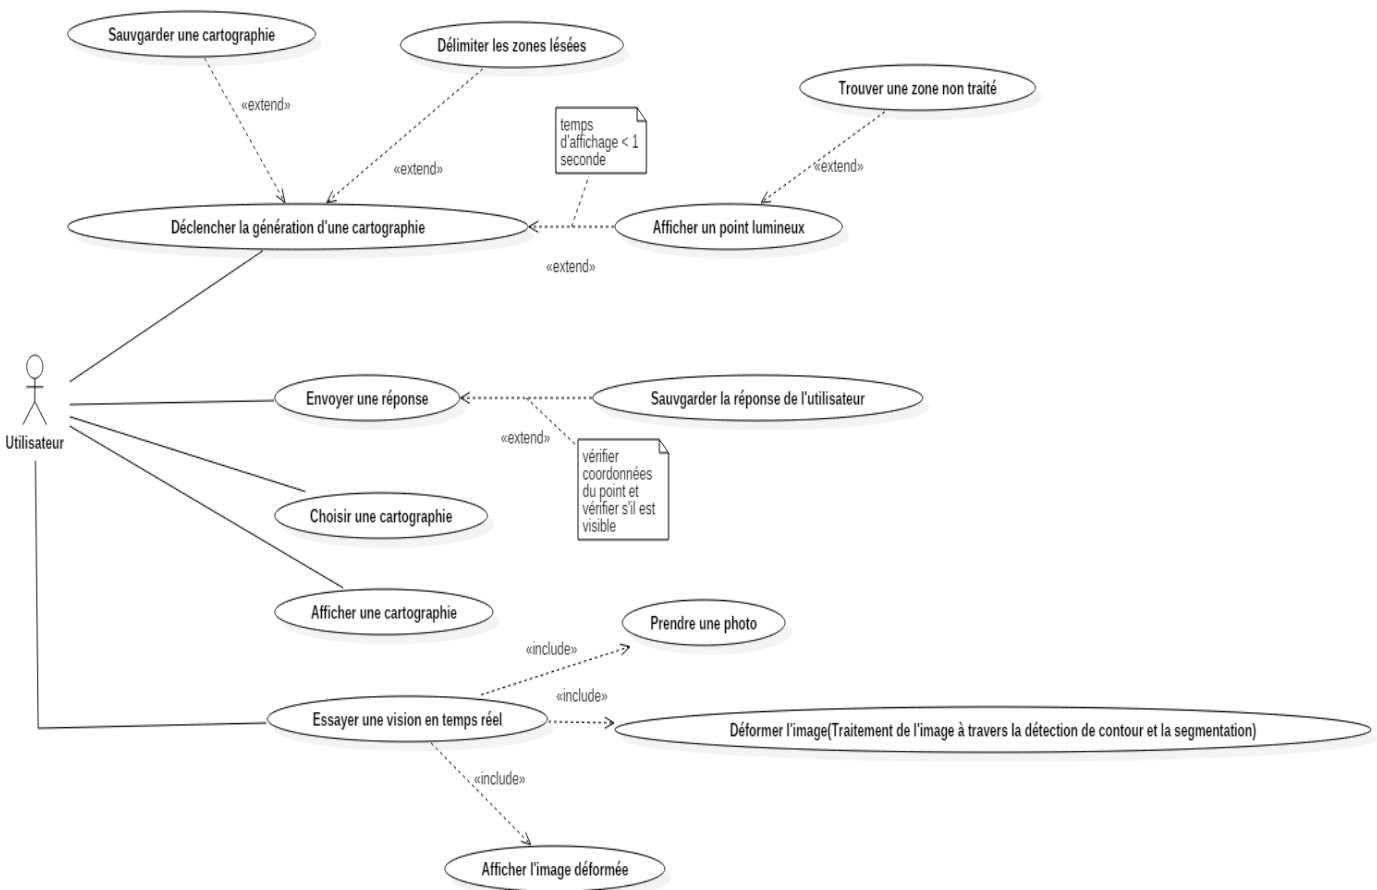 Sauvgarder une cartographie
Délimiter les zones lésées
Trouver une zone non traité
«extend»
temps
d'affichage < 1
seconde
«extend»
«extend»
Déclencher la génération d'une cartographie
Afficher un point lumineux
«extend»
Utilisateur
Envoyer une réponse
Sauvgarder la réponse de l'utilisateur
«extend»
vérifier
coordonnées
du point et
vérifier s'il est
visible
Choisir une cartographie
Afficher une cartographie
Prendre une photo
«include»
«include»
Essayer une vision en temps réel
Déformer l'image(Traitement de l'image à travers la détection de contour et la segmentation)
«include»
Afficher l'image déformée